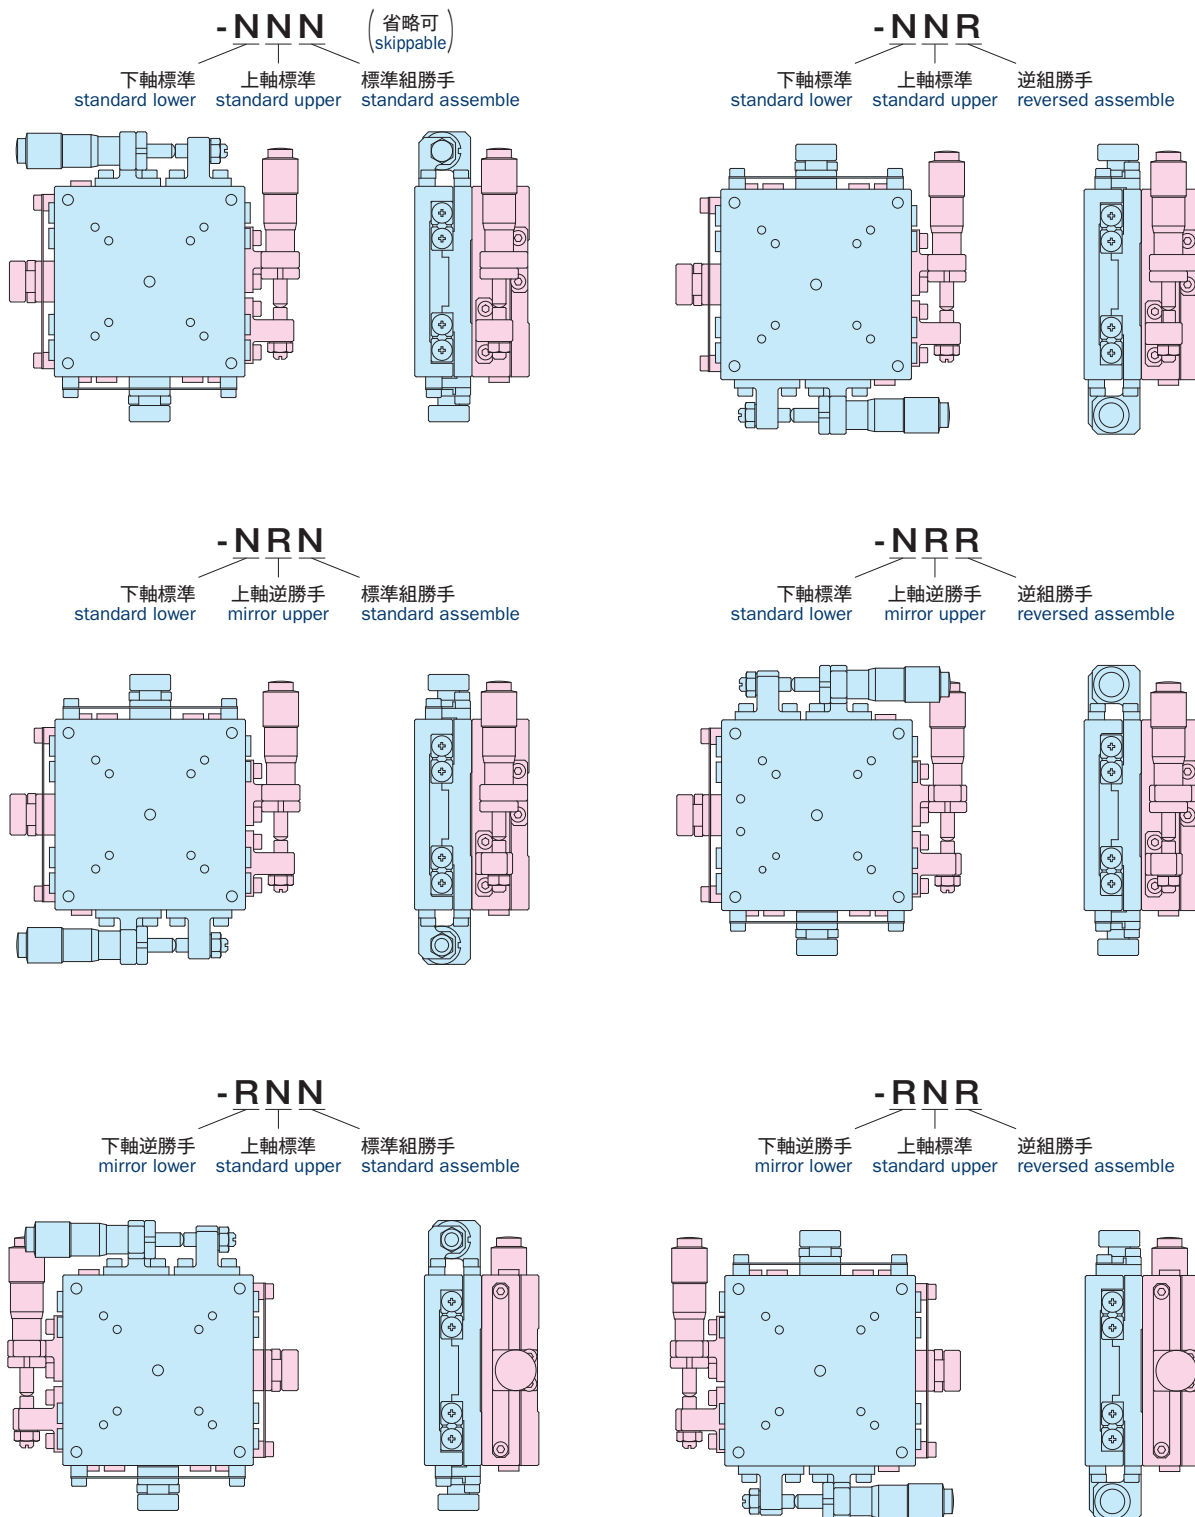 -NNN
(省略可
skippable)
下軸標準 上軸標準 標準組勝手
standard lower standard upper standard assemble
-NNR
下軸標準 上軸標準 逆組勝手
standard lower standard upper reversed assemble
-NRN
下軸標準 上軸逆勝手 標準組勝手
standard lower mirror upper standard assemble
-NRR
下軸標準 上軸逆勝手 逆組勝手
standard lower mirror upper reversed assemble
-RNN
下軸逆勝手 上軸標準 標準組勝手
mirror lower standard upper standard assemble
-RNR
下軸逆勝手 上軸標準 逆組勝手
mirror lower standard upper reversed assemble